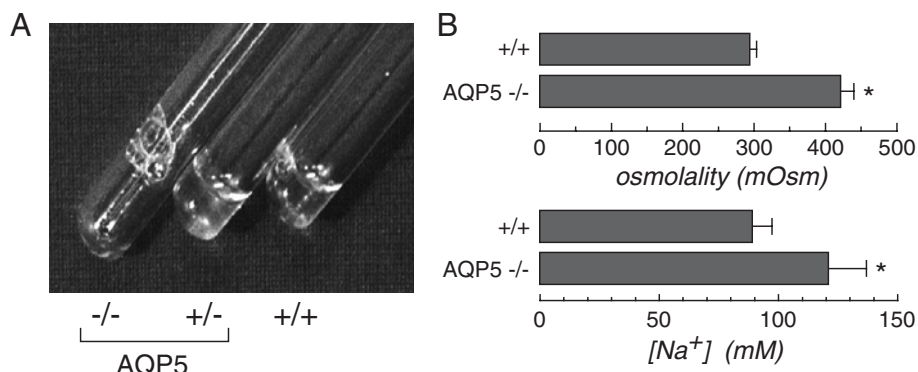 A
-/-
+/-
+/+
AQP5
B
+/+
AQP5 -/-
*
0
100
200
300
400
500
osmolality (mOsm)
+/+
AQP5 -/-
*
0
50
100
150
[Na⁺] (mM)